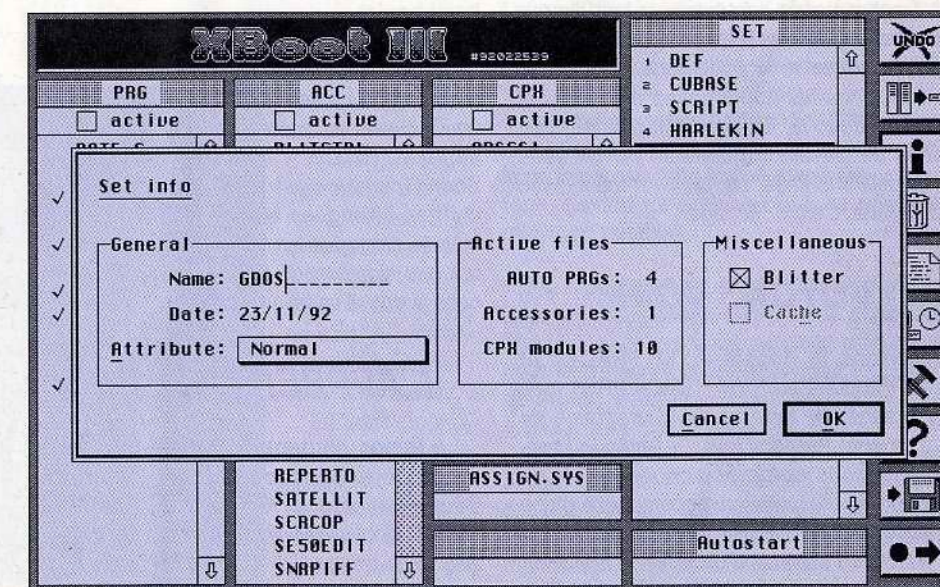 XBoot III
#92022539
SET
UNDO
1 DEF
2 CUBASE
3 SCRIPT
4 HARLEKIN
PRG
ACC
CPX
active
active
active
Set info
General
Name: GDOS_________
Date: 23/11/92
Attribute: Normal
Active files
AUTO PRGs: 4
Accessories: 1
CPX modules: 10
Miscellaneous
Blitter
Cache
Cancel
OK
?
REPERTO
SATELLIT
SCRCOP
SE50EDIT
SNAPIFF
ASSIGN.SYS
Autostart